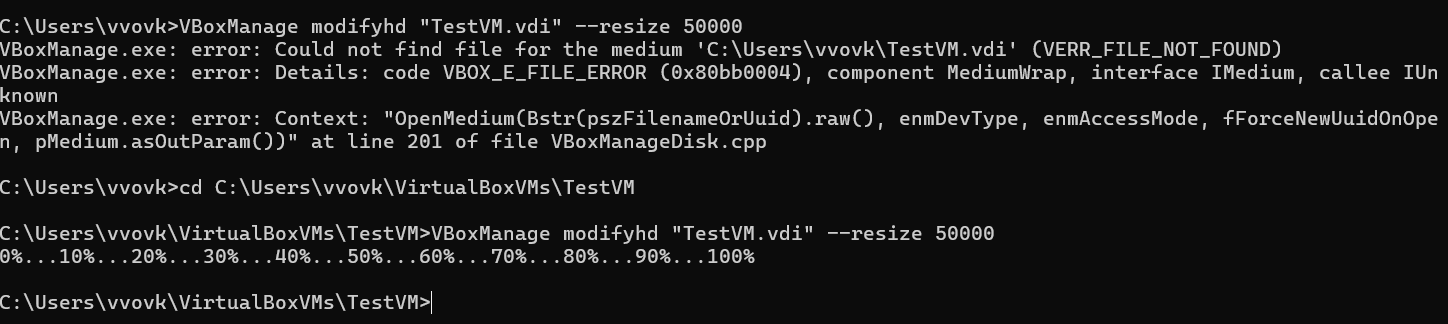 C:\Users\vvovk>VBoxManage modifyhd "TestVM.vdi" --resize 50000
VBoxManage.exe: error: Could not find file for the medium 'C:\Users\vvovk\TestVM.vdi' (VERR_FILE_NOT_FOUND)
VBoxManage.exe: error: Details: code VBOX_E_FILE_ERROR (0x80bb0004), component MediumWrap, interface IMedium, callee IUn
known
VBoxManage.exe: error: Context: "OpenMedium(Bstr(pszFilenameOrUuid).raw(), enmDevType, enmAccessMode, fForceNewUuidOnOpe
n, pMedium.asOutParam())" at line 201 of file VBoxManageDisk.cpp
C:\Users\vvovk>cd C:\Users\vvovk\VirtualBoxVMs\TestVM
C:\Users\vvovk\VirtualBoxVMs\TestVM>VBoxManage modifyhd "TestVM.vdi" --resize 50000
0%...10%...20%...30%...40%...50%...60%...70%...80%...90%...100%
C:\Users\vvovk\VirtualBoxVMs\TestVM>